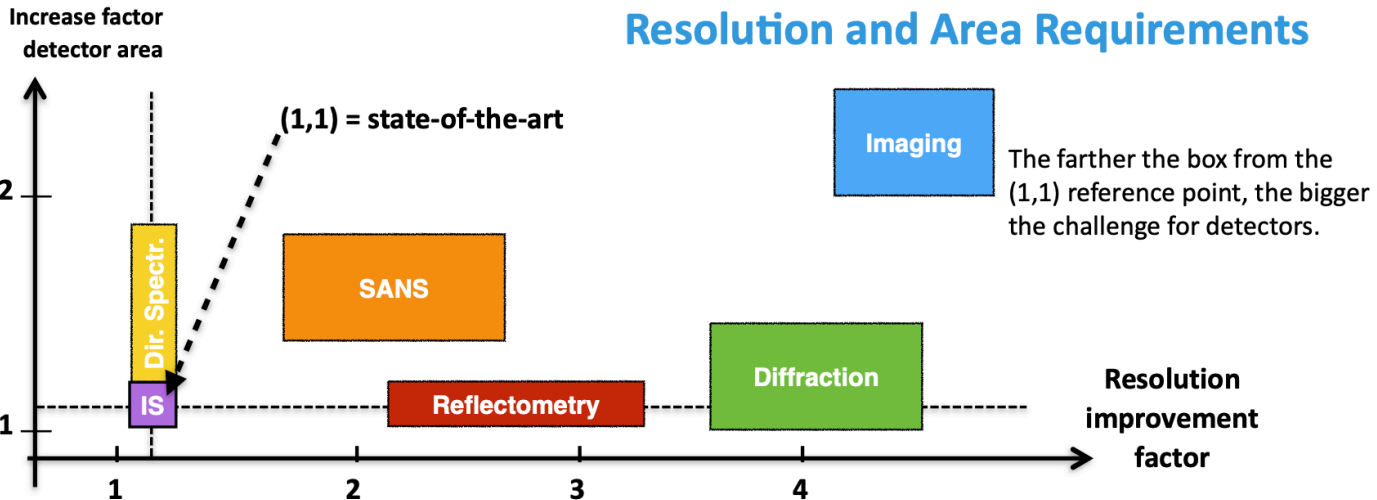 Increase factor
detector area
Resolution and Area Requirements
(1,1) = state-of-the-art
Imaging
The farther the box from the
(1,1) reference point, the bigger
the challenge for detectors.
2
Dir. Spectr.
SANS
Diffraction
IS
Reflectometry
Resolution
improvement
factor
1
1
2
3
4